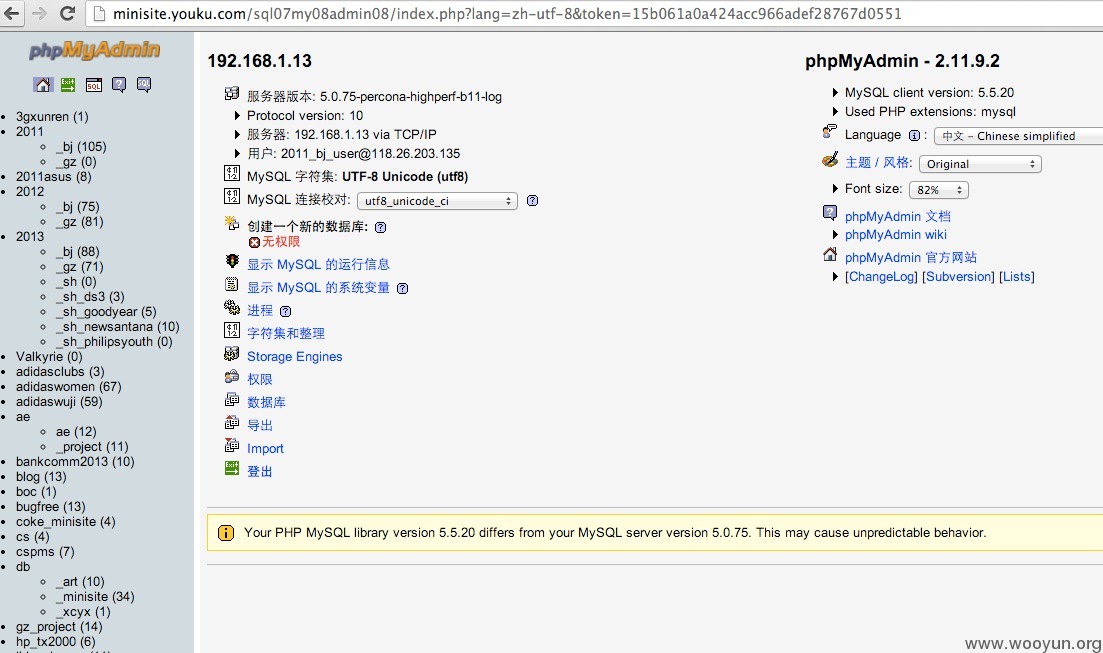 minisite.youku.com/sql07my08admin08/index.php?lang=zh-utf-8&token=15b061a0a424acc966adef28767d0551
phpMyAdmin
SQL
3gxunren (1)
2011
_bj (105)
_gz (0)
2011asus (8)
2012
_bj (75)
_gz (81)
2013
_bj (88)
_gz (71)
_sh (0)
_sh_ds3 (3)
_sh_goodyear (5)
_sh_newsantana (10)
_sh_philipsyouth (0)
Valkyrie (0)
adidasclubs (3)
adidaswomen (67)
adidaswuji (59)
ae
ae (12)
_project (11)
bankcomm2013 (10)
blog (13)
boc (1)
bugfree (13)
coke_minisite (4)
cs (4)
cspms (7)
db
_art (10)
_minisite (34)
_xcyx (1)
gz_project (14)
hp_tx2000 (6)
192.168.1.13
服务器版本: 5.0.75-percona-highperf-b11-log
Protocol version: 10
服务器: 192.168.1.13 via TCP/IP
用户: 2011_bj_user@118.26.203.135
MySQL 字符集: UTF-8 Unicode (utf8)
MySQL 连接校对: utf8_unicode_ci
创建一个新的数据库:
无权限
显示 MySQL 的运行信息
显示 MySQL 的系统变量
进程
字符集和整理
Storage Engines
权限
数据库
导出
Import
登出
phpMyAdmin - 2.11.9.2
MySQL client version: 5.5.20
Used PHP extensions: mysql
Language : 中文 - Chinese simplified
主题 / 风格: Original
Font size: 82%
phpMyAdmin 文档
phpMyAdmin wiki
phpMyAdmin 官方网站
[ChangeLog] [Subversion] [Lists]
Your PHP MySQL library version 5.5.20 differs from your MySQL server version 5.0.75. This may cause unpredictable behavior.
www.wooyun.org